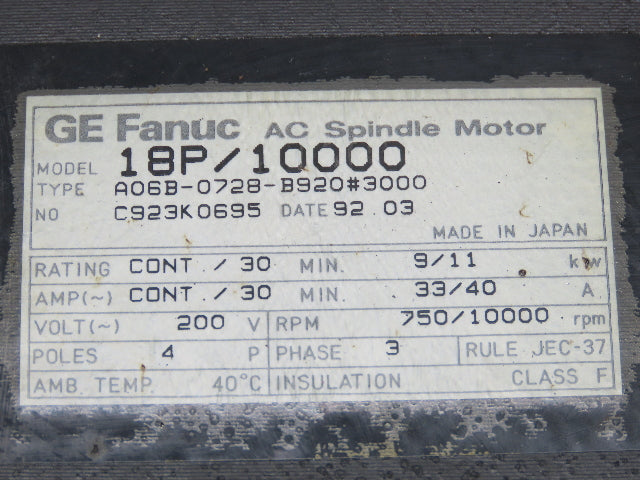 GE Fanuc AC Spindle Motor
MODEL 18P/10000
TYPE A06B-0728-B920#3000
NO C923K0695 DATE 92.03
MADE IN JAPAN
RATING CONT./30 MIN. 9/11 kw
AMP(~) CONT./30 MIN. 33/40 A
VOLT(~) 200 V RPM 750/10000 rpm
POLES 4 P PHASE 3 RULE JEC-37
AMB. TEMP. 40°C INSULATION CLASS F